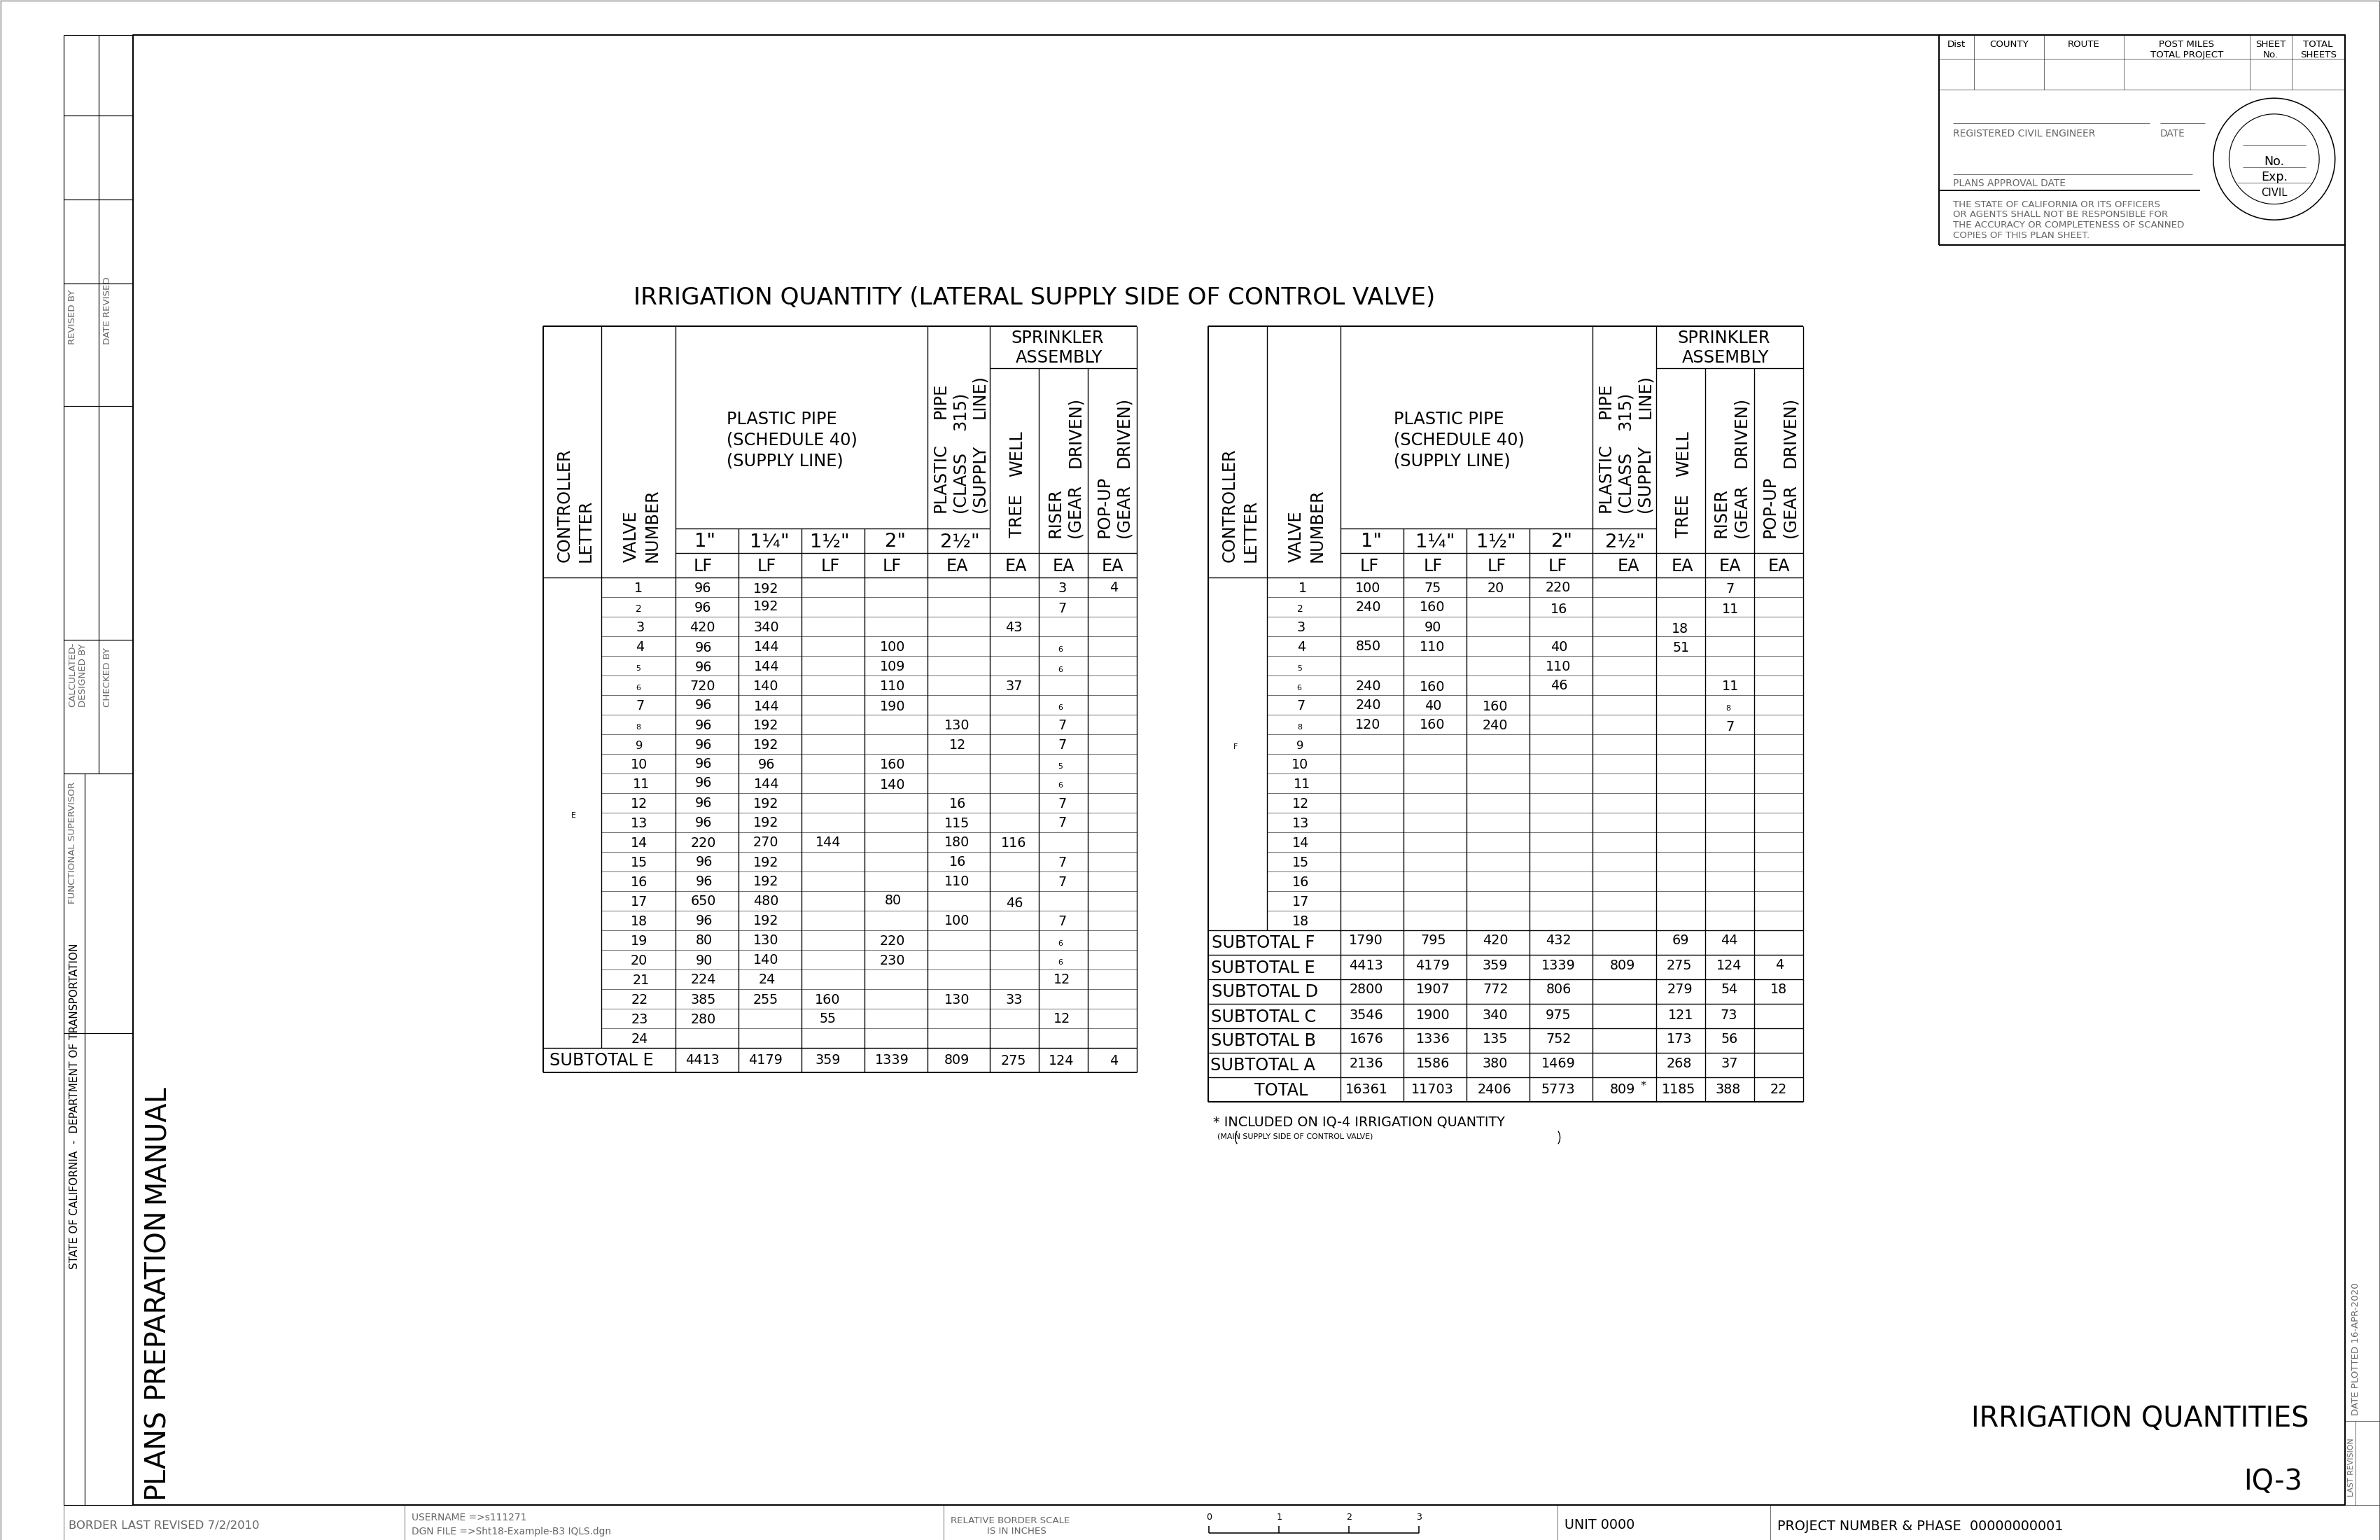 Dist COUNTY ROUTE POST MILES TOTAL PROJECT SHEET No. TOTAL SHEETS
REGISTERED CIVIL ENGINEER DATE
PLANS APPROVAL DATE
No.
Exp.
CIVIL
THE STATE OF CALIFORNIA OR ITS OFFICERS
OR AGENTS SHALL NOT BE RESPONSIBLE FOR
THE ACCURACY OR COMPLETENESS OF SCANNED
COPIES OF THIS PLAN SHEET.
REVISED BY
DATE REVISED
CALCULATED-
DESIGNED BY
CHECKED BY
FUNCTIONAL SUPERVISOR
STATE OF CALIFORNIA - DEPARTMENT OF TRANSPORTATION
PLANS PREPARATION MANUAL
IRRIGATION QUANTITY (LATERAL SUPPLY SIDE OF CONTROL VALVE)
CONTROLLER LETTER
VALVE NUMBER
PLASTIC PIPE
(SCHEDULE 40)
(SUPPLY LINE)
PLASTIC PIPE
(CLASS 315)
(SUPPLY LINE)
SPRINKLER
ASSEMBLY
TREE WELL
RISER
(GEAR DRIVEN)
POP-UP
(GEAR DRIVEN)
1" 1¼" 1½" 2" 2½"
LF LF LF LF EA EA EA EA
E
1 96 192 3 4
2 96 192 7
3 420 340 43
4 96 144 100 6
5 96 144 109 6
6 720 140 110 37
7 96 144 190 6
8 96 192 130 7
9 96 192 12 7
10 96 96 160 5
11 96 144 140 6
12 96 192 16 7
13 96 192 115 7
14 220 270 144 180 116
15 96 192 16 7
16 96 192 110 7
17 650 480 80 46
18 96 192 100 7
19 80 130 220 6
20 90 140 230 6
21 224 24 12
22 385 255 160 130 33
23 280 55 12
24
SUBTOTAL E 4413 4179 359 1339 809 275 124 4
CONTROLLER LETTER
VALVE NUMBER
PLASTIC PIPE
(SCHEDULE 40)
(SUPPLY LINE)
PLASTIC PIPE
(CLASS 315)
(SUPPLY LINE)
SPRINKLER
ASSEMBLY
TREE WELL
RISER
(GEAR DRIVEN)
POP-UP
(GEAR DRIVEN)
1" 1¼" 1½" 2" 2½"
LF LF LF LF EA EA EA EA
F
1 100 75 20 220 7
2 240 160 16 11
3 90 18
4 850 110 40 51
5 110
6 240 160 46 11
7 240 40 160 8
8 120 160 240 7
9
10
11
12
13
14
15
16
17
18
SUBTOTAL F 1790 795 420 432 69 44
SUBTOTAL E 4413 4179 359 1339 809 275 124 4
SUBTOTAL D 2800 1907 772 806 279 54 18
SUBTOTAL C 3546 1900 340 975 121 73
SUBTOTAL B 1676 1336 135 752 173 56
SUBTOTAL A 2136 1586 380 1469 268 37
TOTAL 16361 11703 2406 5773 809 * 1185 388 22
* INCLUDED ON IQ-4 IRRIGATION QUANTITY
(MAIN SUPPLY SIDE OF CONTROL VALVE)
( )
IRRIGATION QUANTITIES
IQ-3
DATE PLOTTED 16-APR-2020
LAST REVISION
BORDER LAST REVISED 7/2/2010
USERNAME =>s111271
DGN FILE =>Sht18-Example-B3 IQLS.dgn
RELATIVE BORDER SCALE
IS IN INCHES
0 1 2 3
UNIT 0000
PROJECT NUMBER & PHASE 00000000001